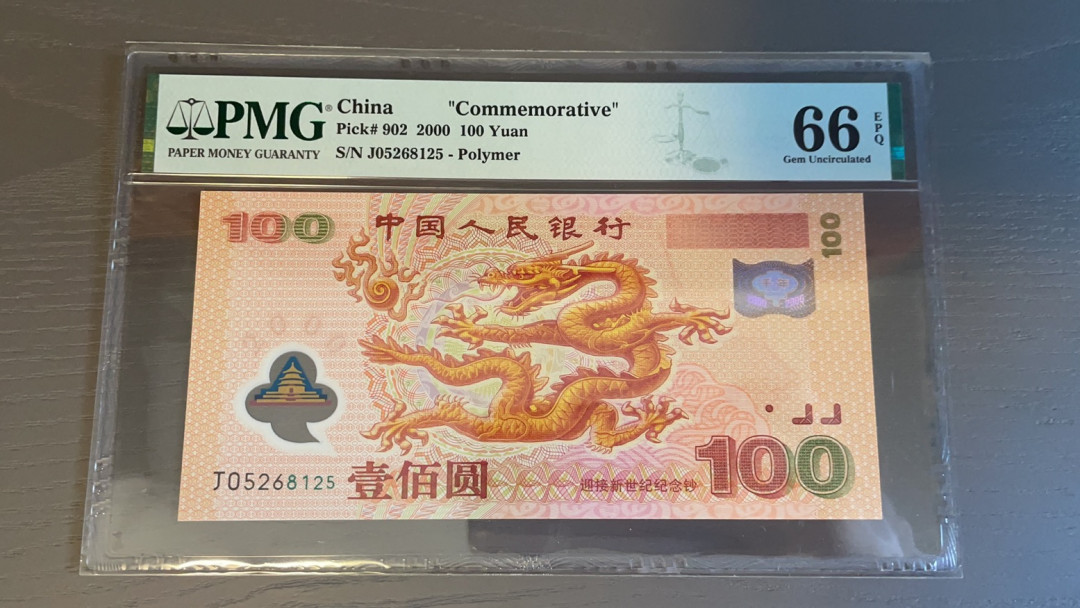 PMG® China "Commemorative"
Pick# 902 2000 100 Yuan
PAPER MONEY GUARANTY S/N J05268125 - Polymer
66 EPQ
Gem Uncirculated
100 中国人民银行 100
J05268125 壹佰圆 迎接新世纪纪念钞 100